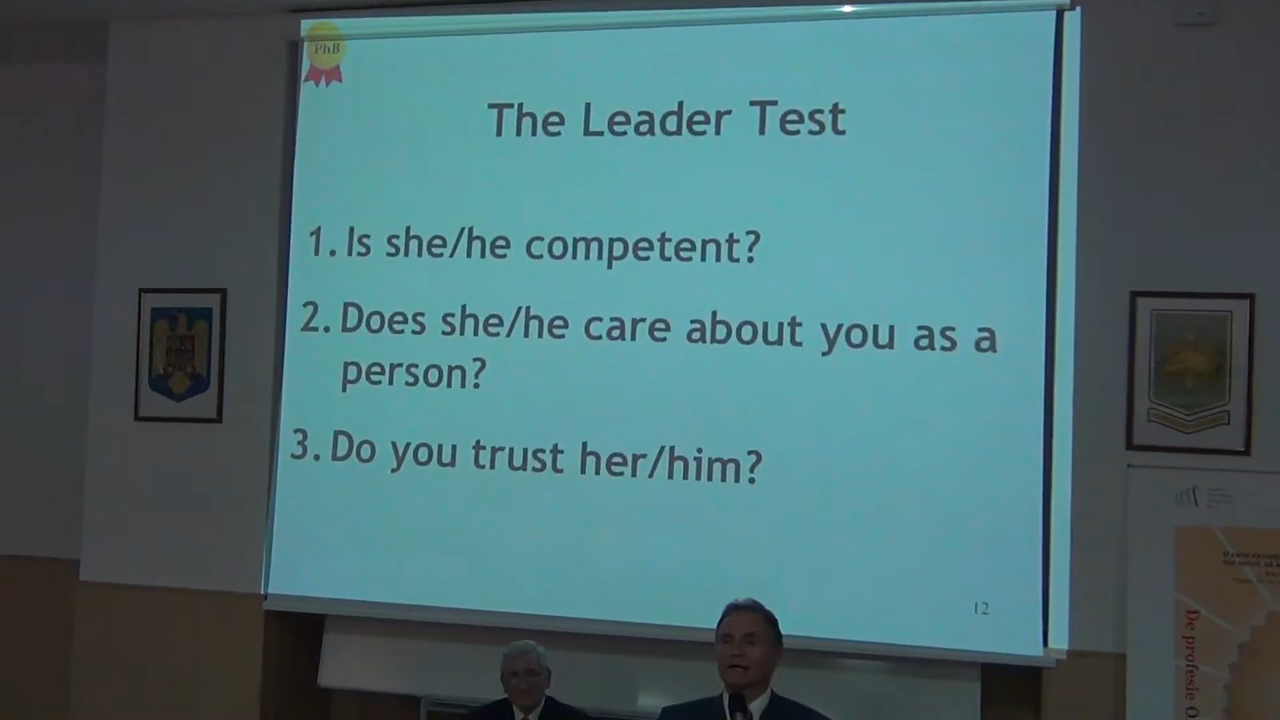 PhB
The Leader Test
1. Is she/he competent?
2. Does she/he care about you as a
person?
3. Do you trust her/him?
12
De profesie O